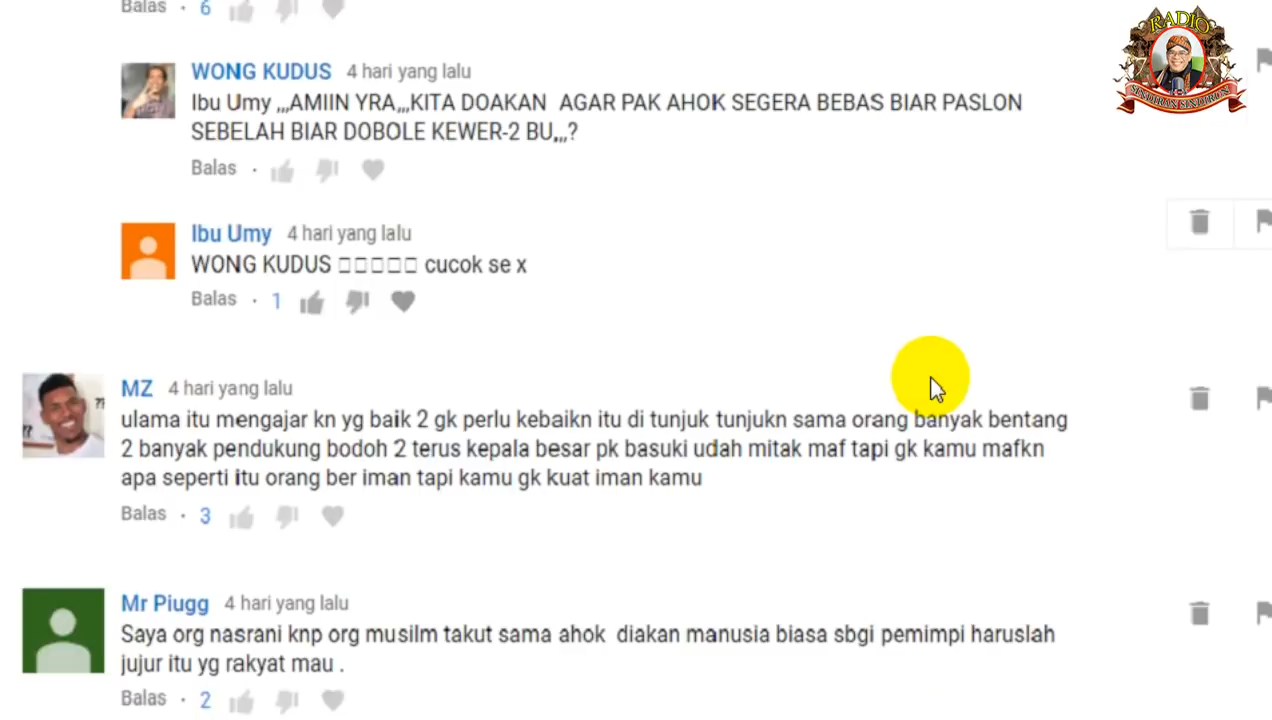 Balas · 6
RADIO
SINDIRAN SINDIRUN
WONG KUDUS 4 hari yang lalu
Ibu Umy ,,,AMIIN YRA,,,KITA DOAKAN AGAR PAK AHOK SEGERA BEBAS BIAR PASLON
SEBELAH BIAR DOBOLE KEWER-2 BU,,,?
Balas ·
Ibu Umy 4 hari yang lalu
WONG KUDUS □□□□□ cucok se x
Balas · 1
MZ 4 hari yang lalu
ulama itu mengajar kn yg baik 2 gk perlu kebaikn itu di tunjuk tunjukn sama orang banyak bentang
2 banyak pendukung bodoh 2 terus kepala besar pk basuki udah mitak maf tapi gk kamu mafkn
apa seperti itu orang ber iman tapi kamu gk kuat iman kamu
Balas · 3
Mr Piugg 4 hari yang lalu
Saya org nasrani knp org musilm takut sama ahok diakan manusia biasa sbgi pemimpi haruslah
jujur itu yg rakyat mau .
Balas · 2